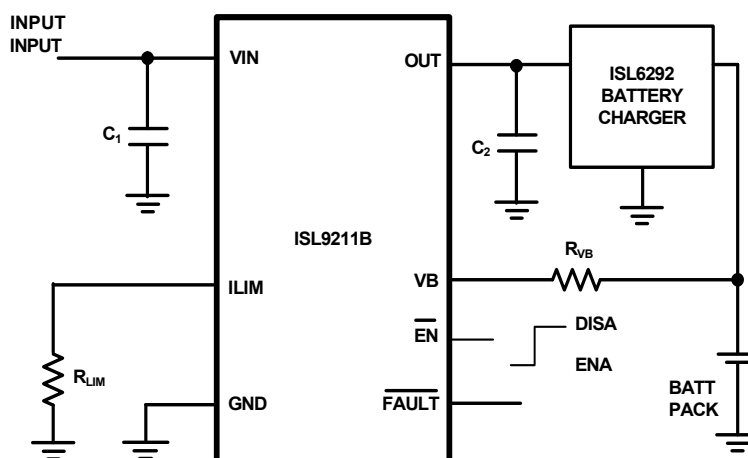 INPUT
INPUT
VIN
OUT
ISL6292
BATTERY
CHARGER
C1
C2
ISL9211B
RVB
ILIM
VB
EN
DISA
ENA
RLIM
GND
FAULT
BATT
PACK